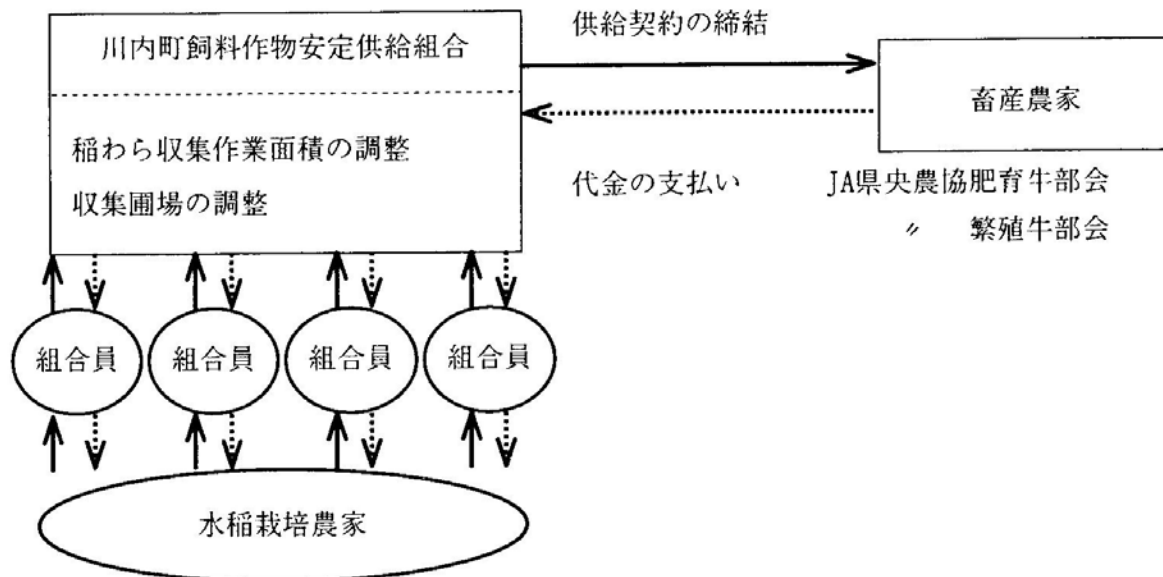 川内町飼料作物安定供給組合
供給契約の締結
畜産農家
稲わら収集作業面積の調整
収集圃場の調整
代金の支払い
JA県央農協肥育牛部会
〃 繁殖牛部会
組合員 組合員 組合員 組合員
水稲栽培農家